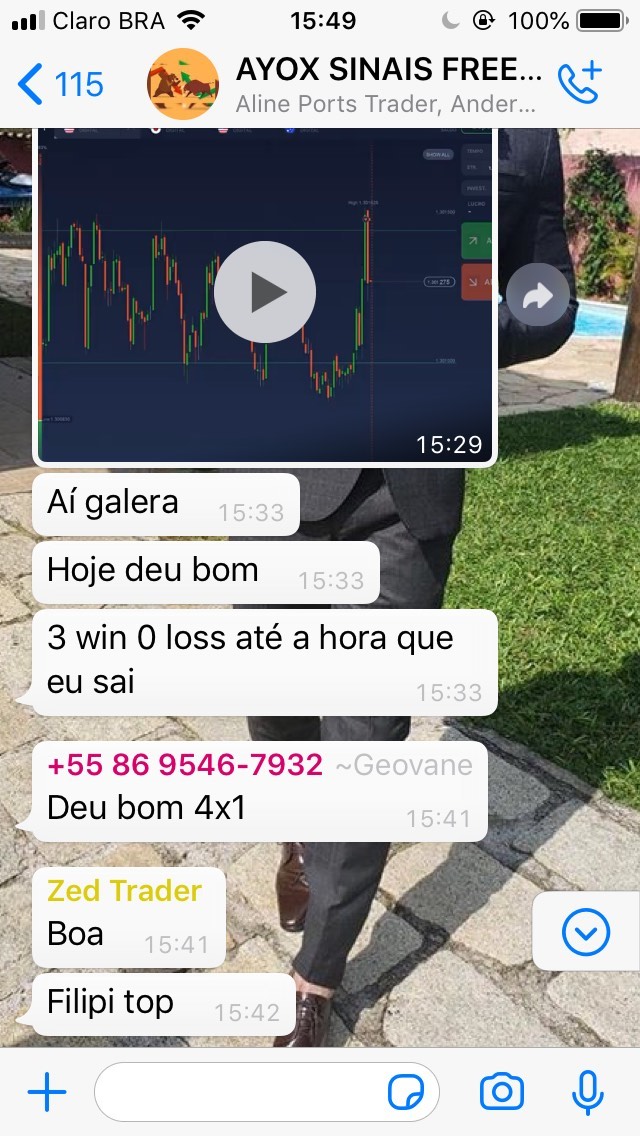 Claro BRA
15:49
100%
115
AYOX SINAIS FREE...
Aline Ports Trader, Ander...
15:29
Aí galera
15:33
Hoje deu bom
15:33
3 win 0 loss até a hora que
eu sai
15:33
+55 86 9546-7932 ~Geovane
Deu bom 4x1
15:41
Zed Trader
Boa
15:41
Filipi top
15:42